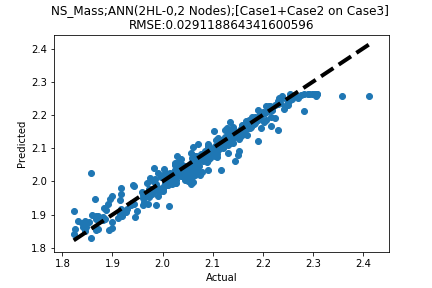 NS_Mass;ANN(2HL-0,2 Nodes);[Case1+Case2 on Case3]
RMSE:0.029118864341600596
2.4
2.3
2.2
2.1
2.0
1.9
1.8
Predicted
1.8 1.9 2.0 2.1 2.2 2.3 2.4
Actual